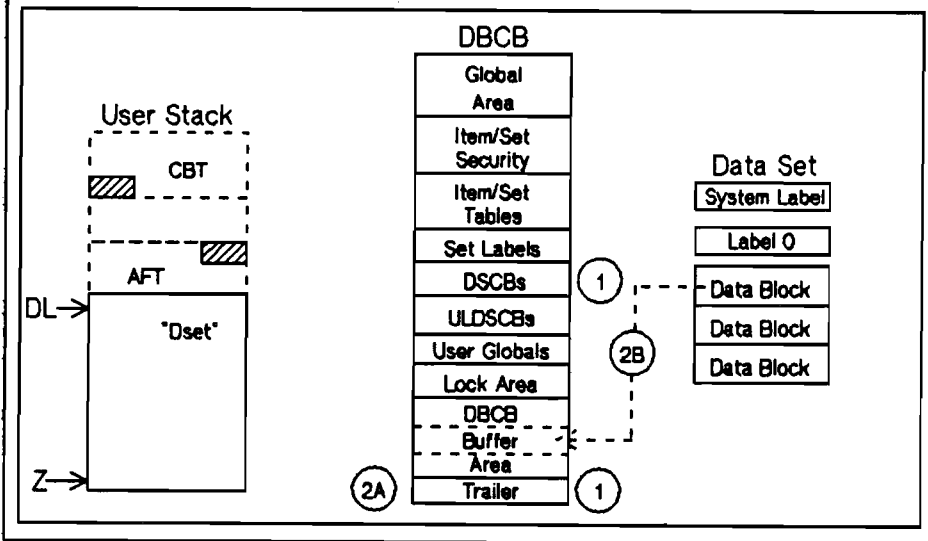 User Stack
CBT
AFT
DL
"Dset"
Z
DBCB
Global
Area
Item/Set
Security
Item/Set
Tables
Set Labels
DSCBs
1
ULDSCBs
User Globals
Lock Area
DBCB
Buffer
Area
2A
Trailer
1
2B
Data Set
System Label
Label 0
Data Block
Data Block
Data Block